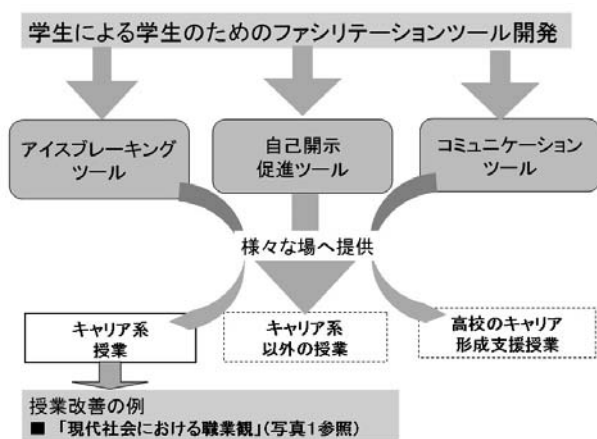 学生による学生のためのファシリテーションツール開発
アイスブレーキング
ツール
自己開示
促進ツール
コミュニケーション
ツール
様々な場へ提供
キャリア系
授業
キャリア系
以外の授業
高校のキャリア
形成支援授業
授業改善の例
■ 「現代社会における職業観」(写真1参照)